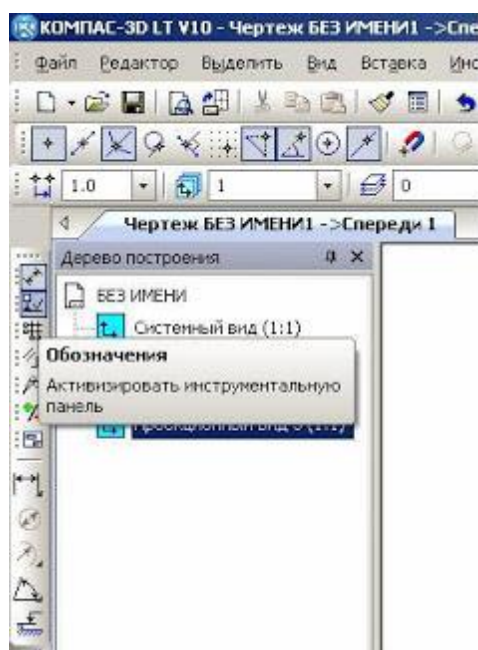 КОМПАС-3D LT V10 - Чертеж БЕЗ ИМЕНИ1 ->Спе
Файл Редактор Выделить Вид Вставка Инс
1.0 1 0
Чертеж БЕЗ ИМЕНИ1 ->Спереди 1
Дерево построения
БЕЗ ИМЕНИ
Системный вид (1:1)
Обозначения
Активизировать инструментальную
панель